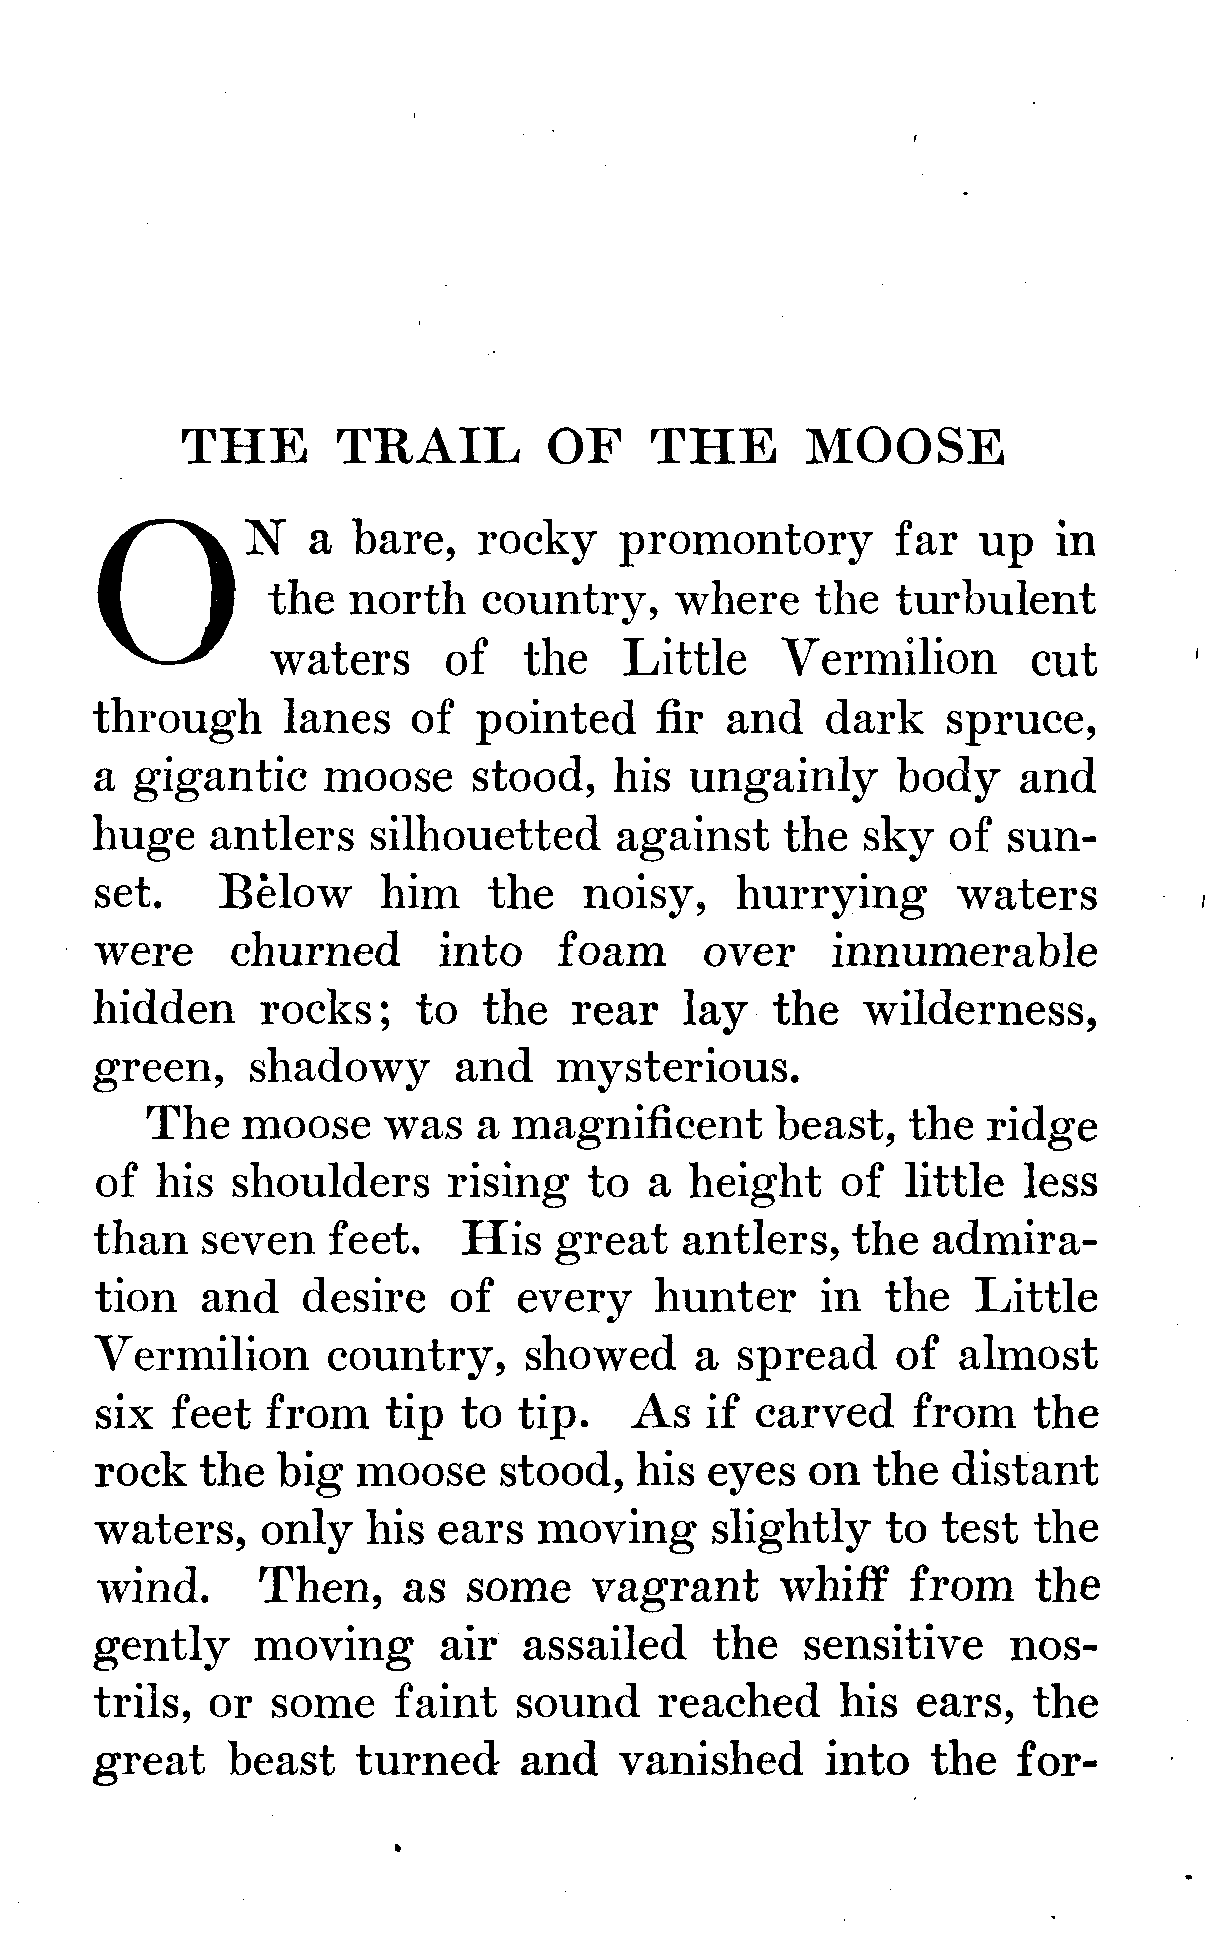 THE TRAIL OF THE MOOSE
ON a bare, rocky promontory far up in
the north country, where the turbulent
waters of the Little Vermilion cut
through lanes of pointed fir and dark spruce,
a gigantic moose stood, his ungainly body and
huge antlers silhouetted against the sky of sun-
set. Below him the noisy, hurrying waters
were churned into foam over innumerable
hidden rocks; to the rear lay the wilderness,
green, shadowy and mysterious.
The moose was a magnificent beast, the ridge
of his shoulders rising to a height of little less
than seven feet. His great antlers, the admira-
tion and desire of every hunter in the Little
Vermilion country, showed a spread of almost
six feet from tip to tip. As if carved from the
rock the big moose stood, his eyes on the distant
waters, only his ears moving slightly to test the
wind. Then, as some vagrant whiff from the
gently moving air assailed the sensitive nos-
trils, or some faint sound reached his ears, the
great beast turned and vanished into the for-